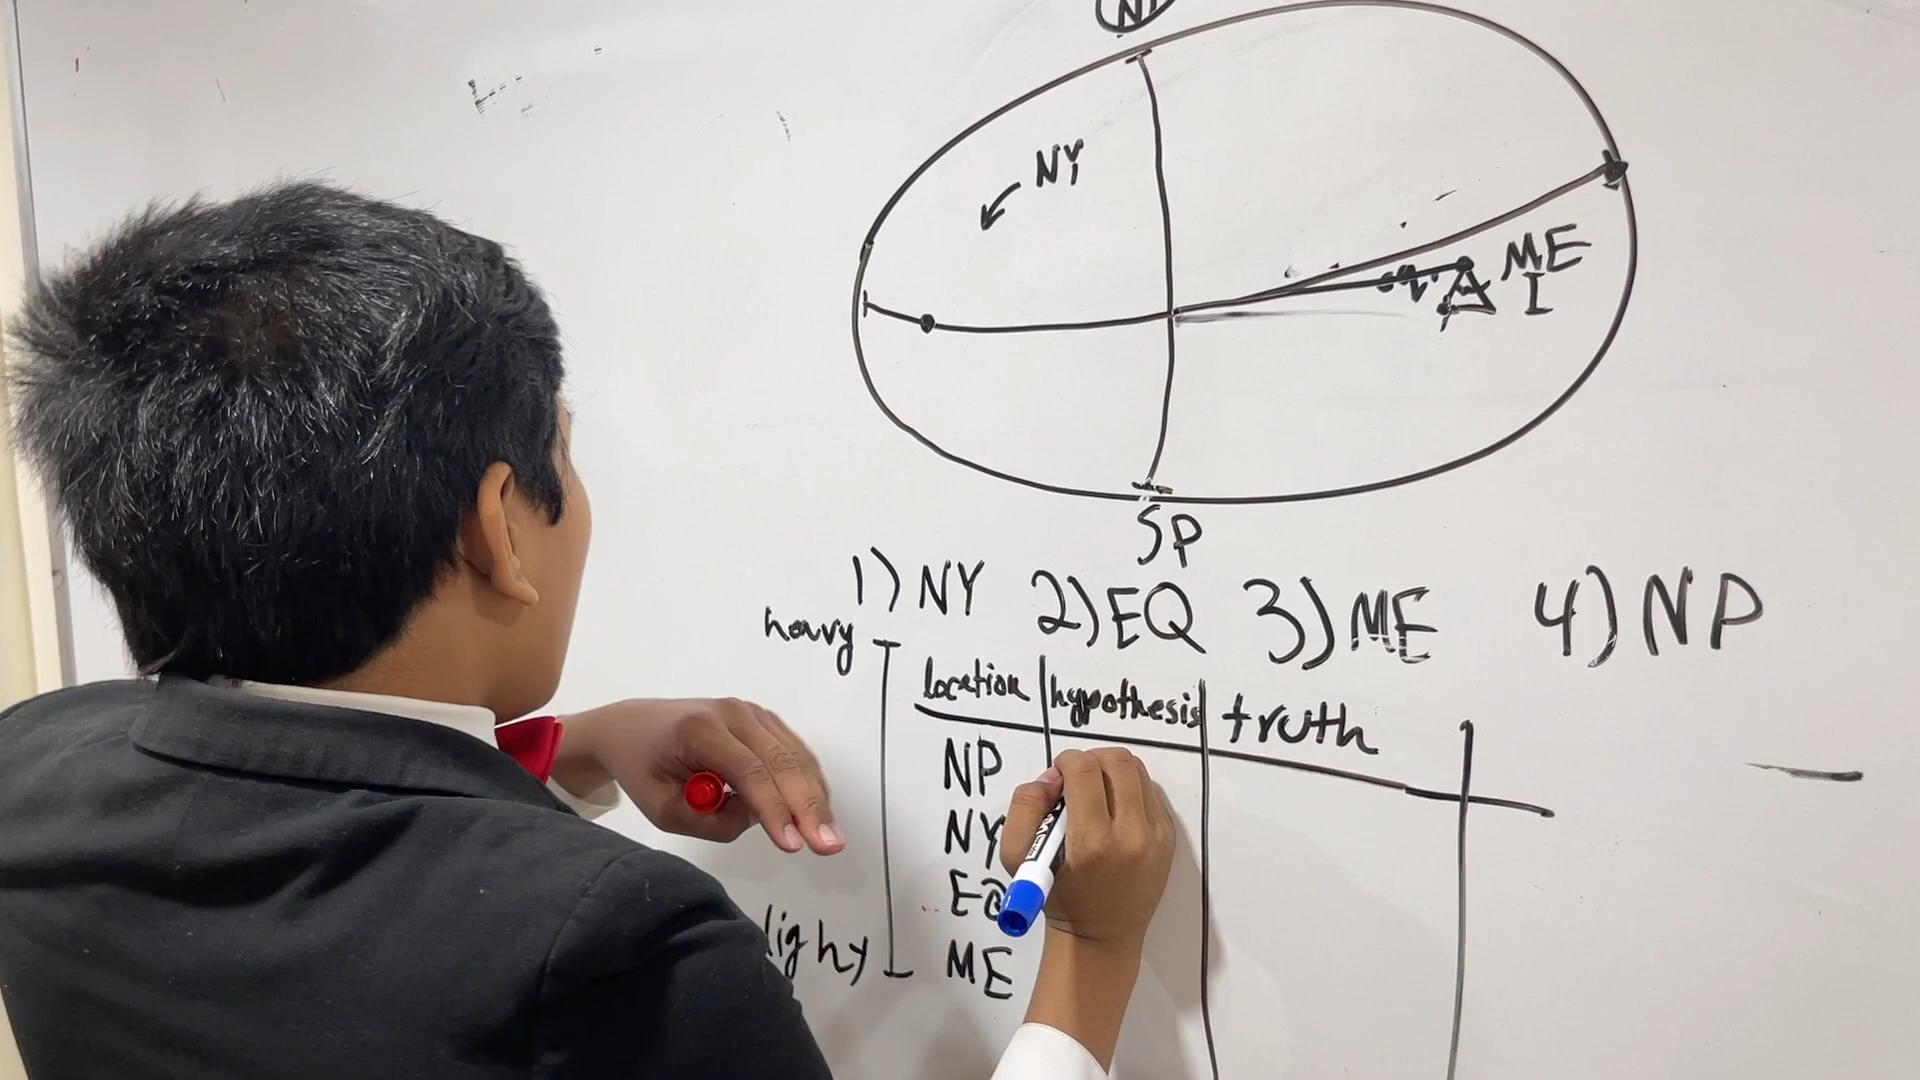 NP
NY
ME
SP
1) NY 2) EQ 3) ME 4) NP
heavy
location hypothesis truth
NP
NY
EQ
lighy ME